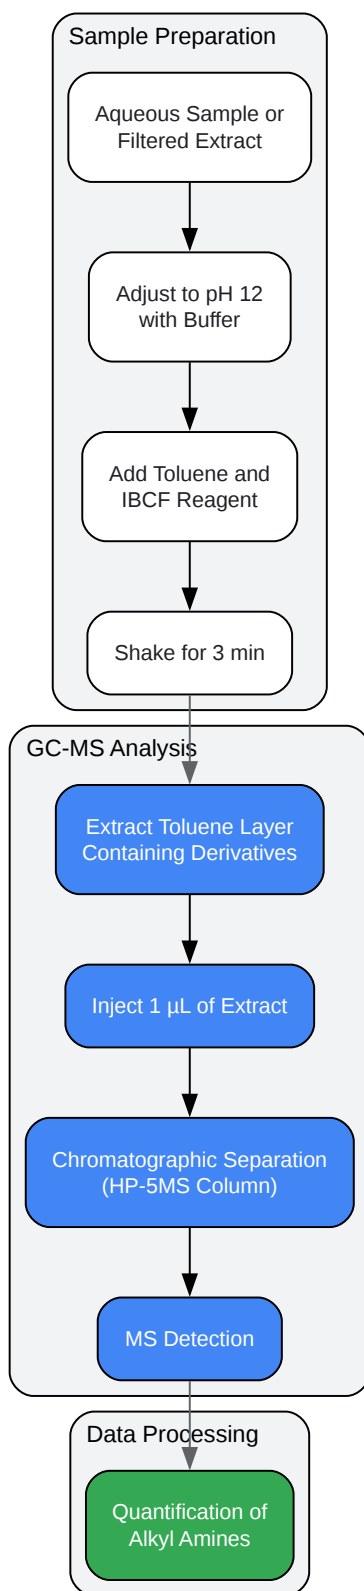 Sample Preparation
Aqueous Sample or
Filtered Extract
Adjust to pH 12
with Buffer
Add Toluene and
IBCF Reagent
Shake for 3 min
GC-MS Analysis
Extract Toluene Layer
Containing Derivatives
Inject 1 µL of Extract
Chromatographic Separation
(HP-5MS Column)
MS Detection
Data Processing
Quantification of
Alkyl Amines